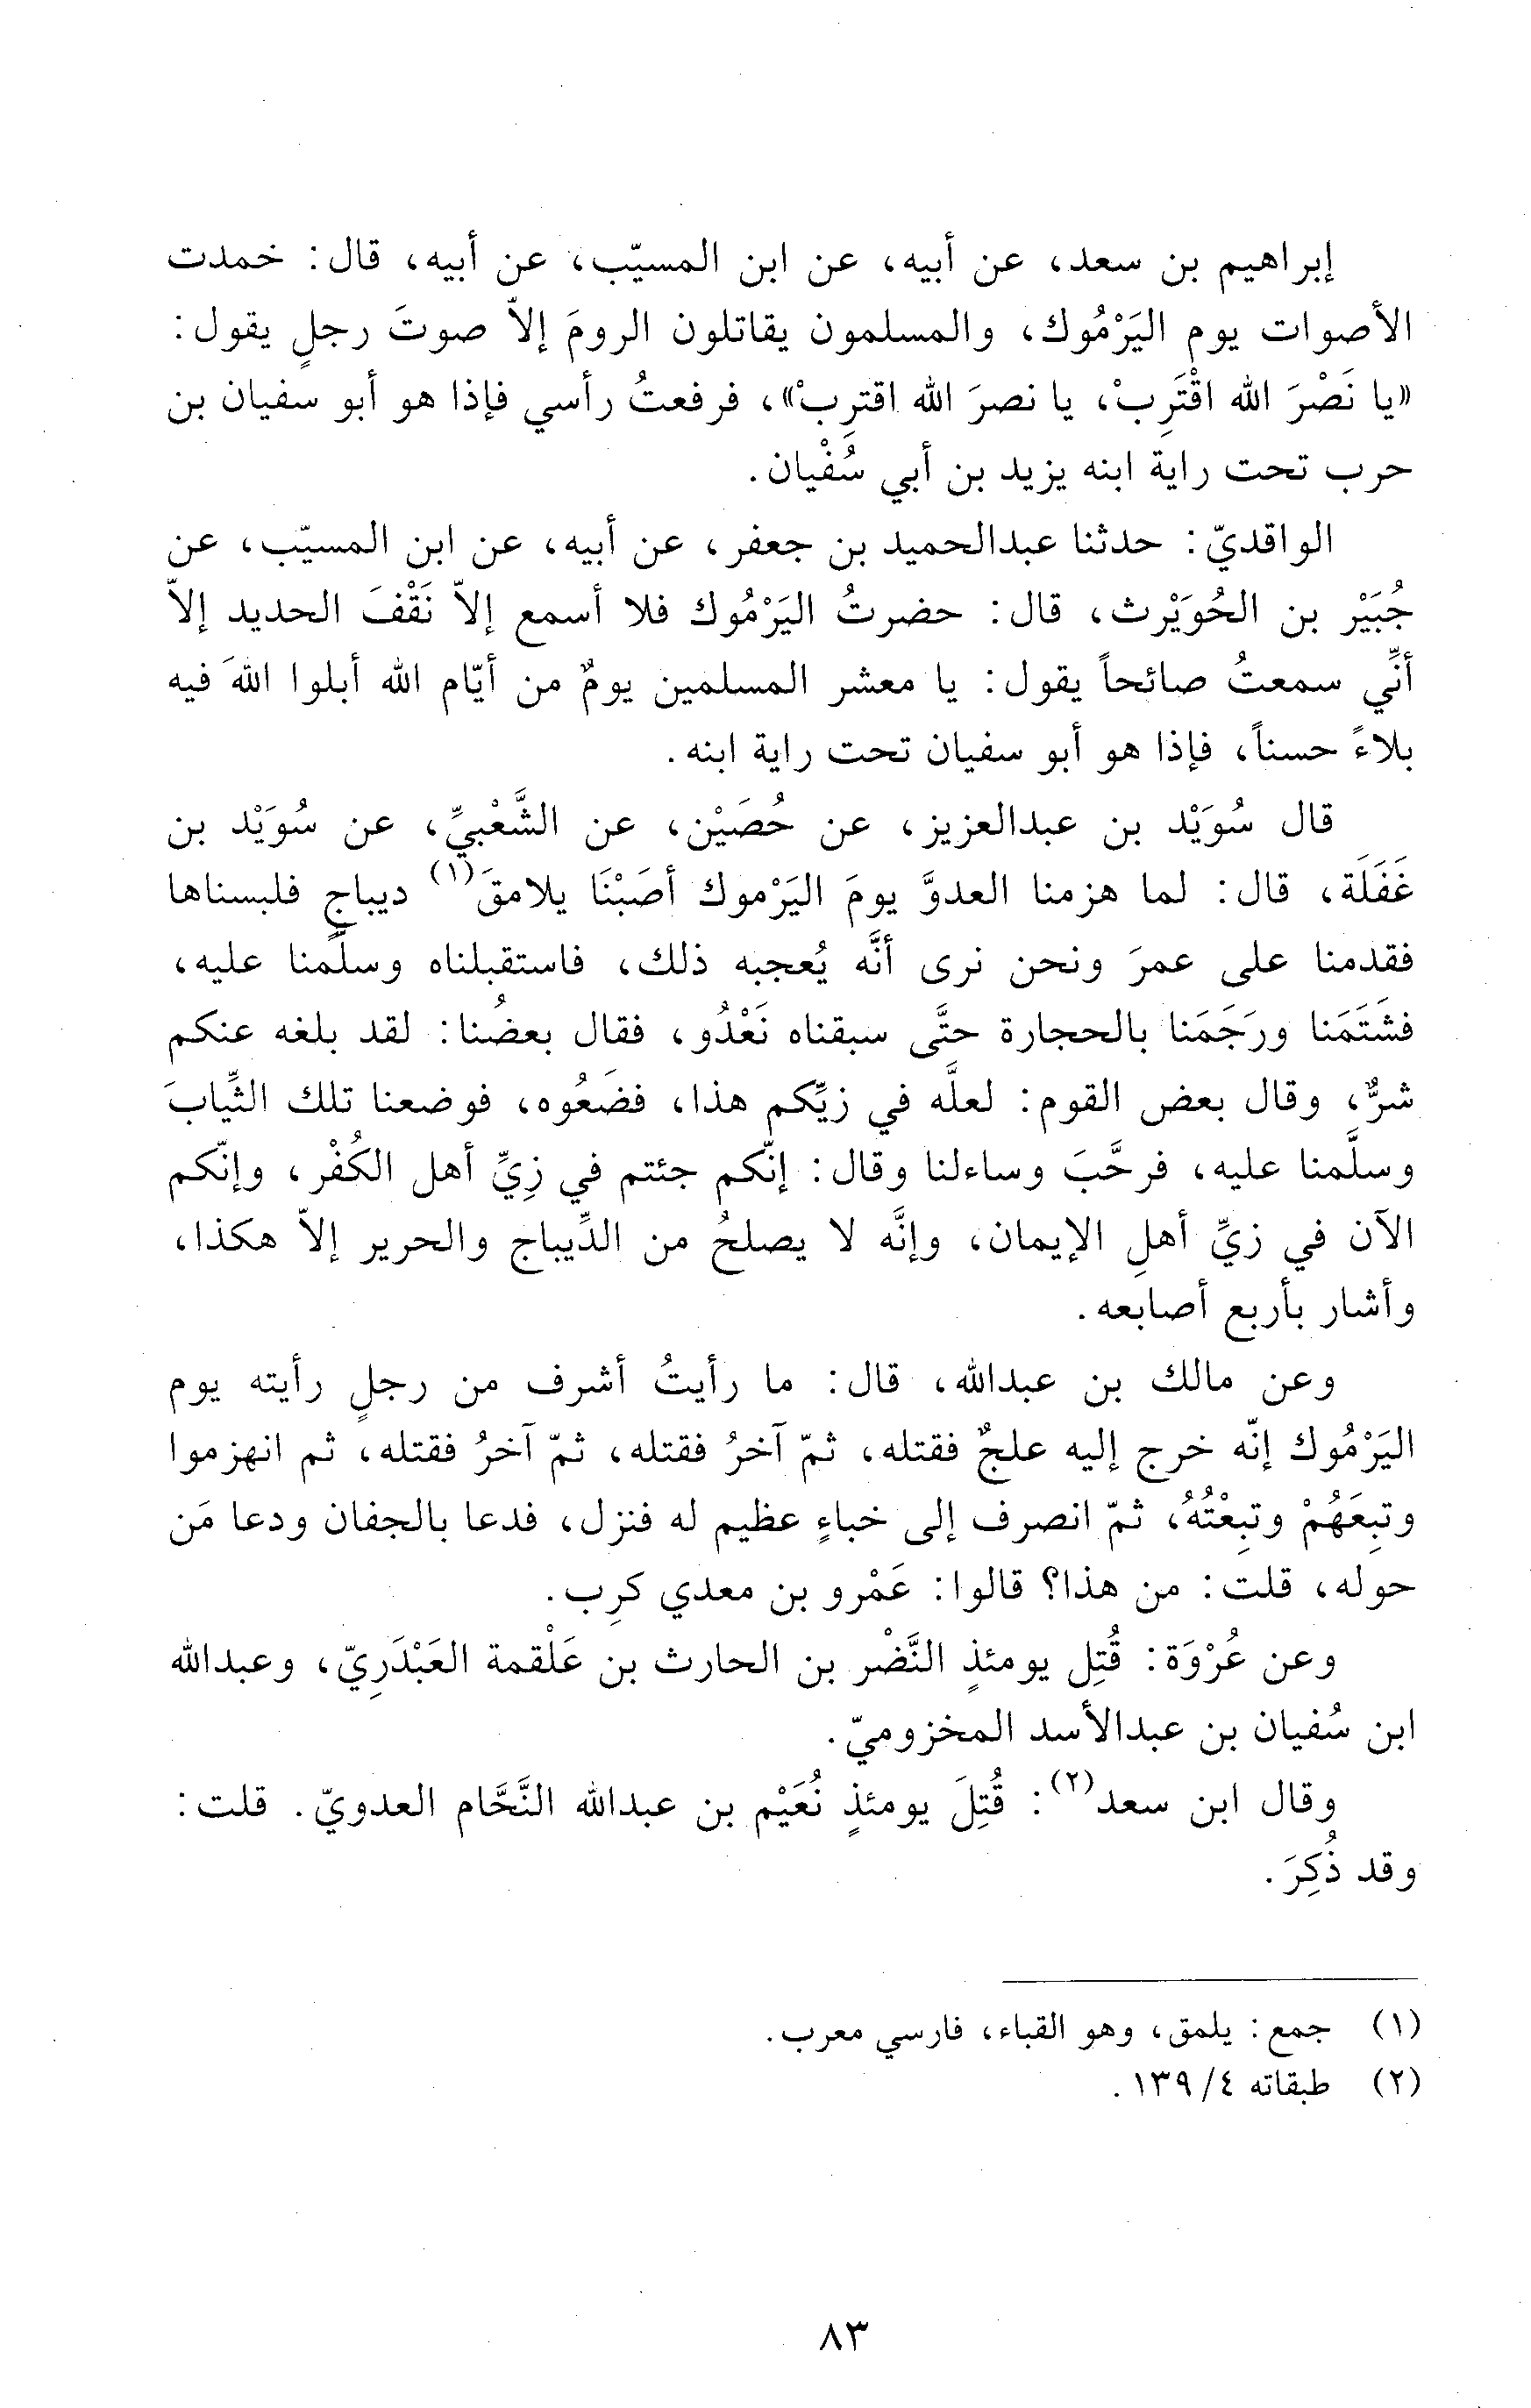 إبراهيم بن سعد، عن أبيه، عن ابن المسيّب، عن أبيه، قال: خمدت
الأصوات يوم اليَرْمُوك، والمسلمون يقاتلون الرومَ إلاّ صوتَ رجلٍ يقول:
«يا نَصْرَ الله اقْتَرِبْ، يا نصرَ الله اقترِبْ»، فرفعتُ رأسي فإذا هو أبو سفيان بن
حرب تحت راية ابنه يزيد بن أبي سُفْيان.
الواقديّ: حدثنا عبدالحميد بن جعفر، عن أبيه، عن ابن المسيّب، عن
جُبَيْر بن الحُوَيْرث، قال: حضرتُ اليَرْمُوك فلا أسمع إلاّ نَقْفَ الحديد إلاّ
أنّي سمعتُ صائحاً يقول: يا معشر المسلمين يومٌ من أيّام الله أبلوا اللهَ فيه
بلاءً حسناً، فإذا هو أبو سفيان تحت راية ابنه.
قال سُوَيْد بن عبدالعزيز، عن حُصَيْن، عن الشَّعْبيِّ، عن سُوَيْد بن
غَفَلَة، قال: لما هزمنا العدوَّ يومَ اليَرْموك أصَبْنَا يلامقَ(١) ديباجٍ فلبسناها
فقدمنا على عمرَ ونحن نرى أنَّه يُعجبه ذلك، فاستقبلناه وسلّمنا عليه،
فشَتَمَنا ورَجَمَنا بالحجارة حتَّى سبقناه نَعْدُو، فقال بعضُنا: لقد بلغه عنكم
شرٌّ، وقال بعض القوم: لعلَّه في زيِّكم هذا، فضَعُوه، فوضعنا تلك الثِّيابَ
وسلَّمنا عليه، فرحَّبَ وساءلنا وقال: إنّكم جئتم في زِيِّ أهل الكُفْر، وإنّكم
الآن في زيِّ أهلِ الإيمان، وإنَّه لا يصلحُ من الدِّيباج والحرير إلاّ هكذا،
وأشار بأربع أصابعه.
وعن مالك بن عبدالله، قال: ما رأيتُ أشرف من رجلٍ رأيته يوم
اليَرْمُوك إنّه خرج إليه علجٌ فقتله، ثمّ آخرُ فقتله، ثمّ آخرُ فقتله، ثم انهزموا
وتبِعَهُمْ وتبِعْتُهُ، ثمّ انصرف إلى خباءٍ عظيم له فنزل، فدعا بالجفان ودعا مَن
حوله، قلت: من هذا؟ قالوا: عَمْرو بن معدي كرِب.
وعن عُرْوَة: قُتِل يومئذٍ النَّضْر بن الحارث بن عَلْقمة العَبْدَرِيّ، وعبدالله
ابن سُفيان بن عبدالأسد المخزوميّ.
وقال ابن سعد(٢): قُتِلَ يومئذٍ نُعَيْم بن عبدالله النَّحَّام العدويّ. قلت:
وقد ذُكِرَ.
(١) جمع: يلمق، وهو القباء، فارسي معرب.
(٢) طبقاته ٤/ ١٣٩.
٨٣